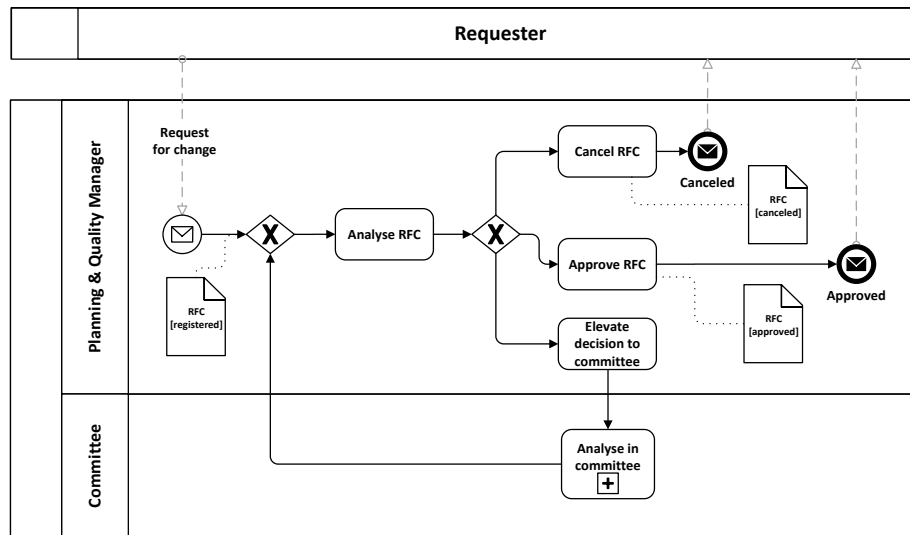 Requester
Planning & Quality Manager
Request
for change
Cancel RFC
Canceled
RFC
[canceled]
Analyse RFC
Approve RFC
Approved
RFC
[registered]
RFC
[approved]
Elevate
decision to
committee
Committee
Analyse in
committee